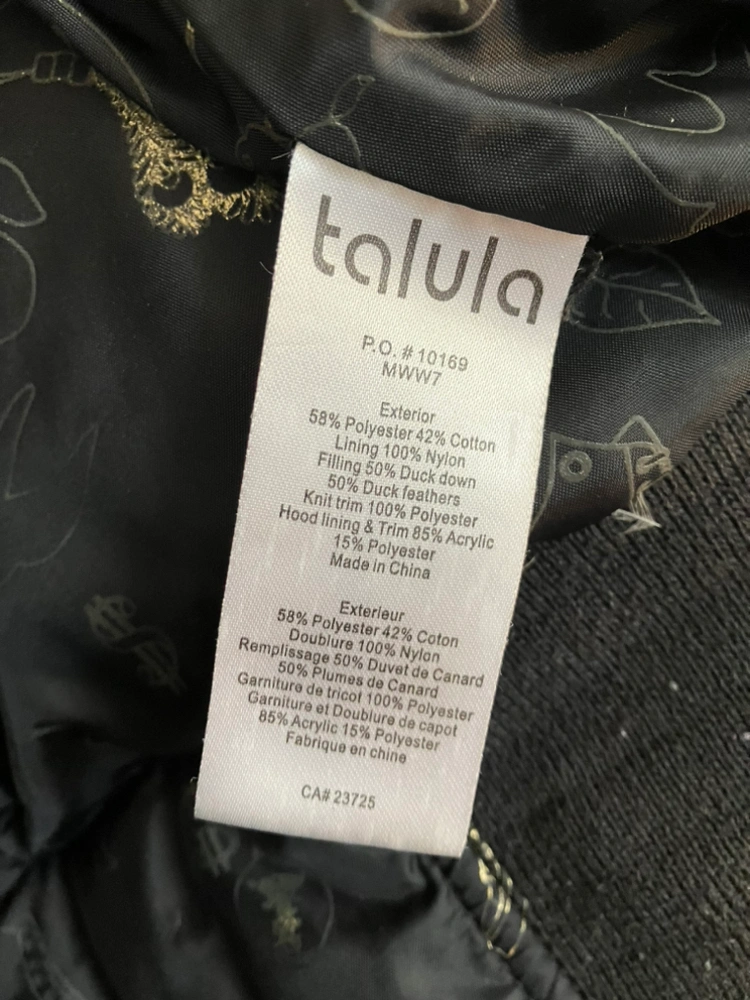 talula
P.O. # 10169
MWW7
Exterior
58% Polyester 42% Cotton
Lining 100% Nylon
Filling 50% Duck down
50% Duck feathers
Knit trim 100% Polyester
Hood lining & Trim 85% Acrylic
15% Polyester
Made in China
Exterieur
58% Polyester 42% Coton
Doublure 100% Nylon
Remplissage 50% Duvet de Canard
50% Plumes de Canard
Garniture de tricot 100% Polyester
Garniture et Doublure de capot
85% Acrylic 15% Polyester
Fabrique en chine
CA# 23725